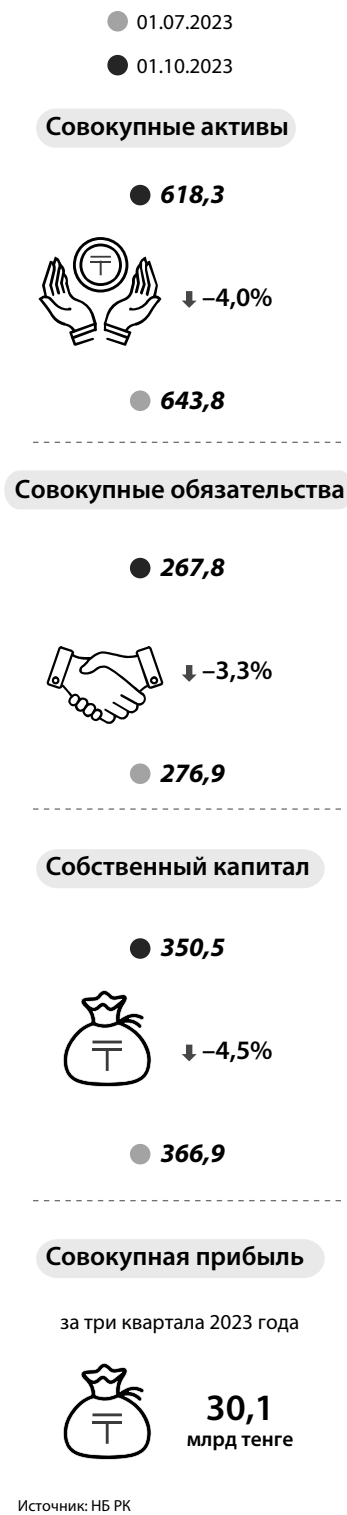 01.07.2023
01.10.2023
Совокупные активы
618,3
–4,0%
643,8
Совокупные обязательства
267,8
–3,3%
276,9
Собственный капитал
350,5
–4,5%
366,9
Совокупная прибыль
за три квартала 2023 года
30,1
млрд тенге
Источник: НБ РК